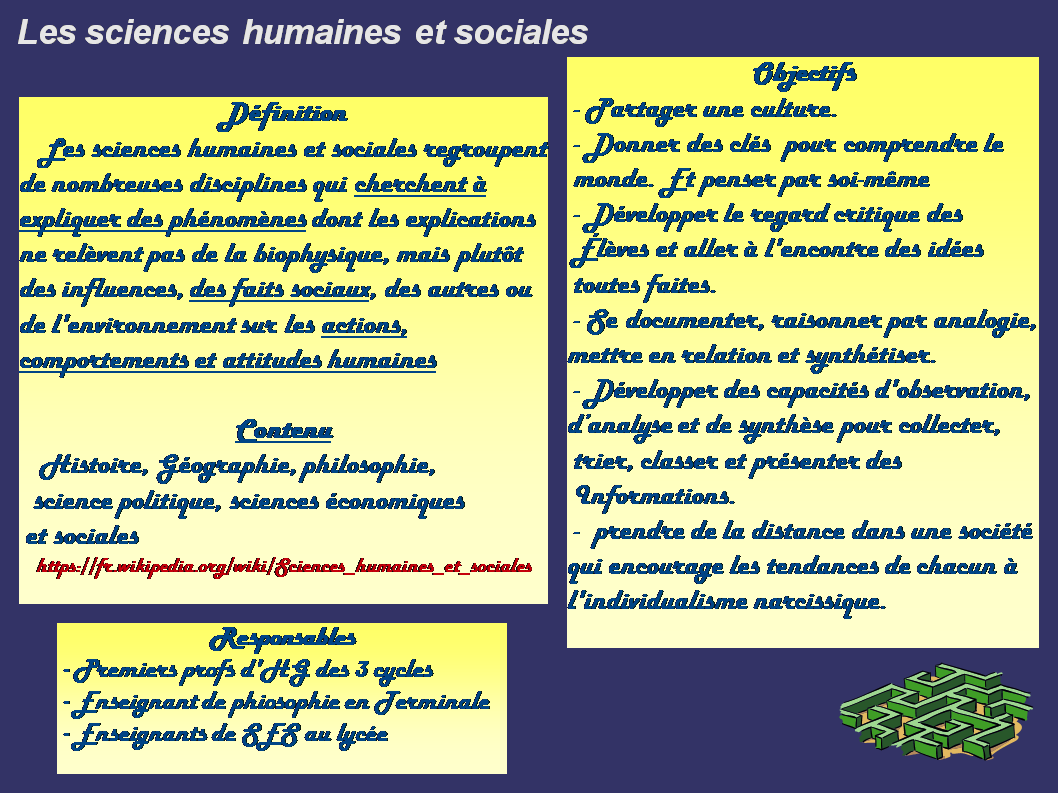 Les sciences humaines et sociales
Définition
Les sciences humaines et sociales regroupent
de nombreuses disciplines qui cherchent à
expliquer des phénomènes dont les explications
ne relèvent pas de la biophysique, mais plutôt
des influences, des faits sociaux, des autres ou
de l'environnement sur les actions,
comportements et attitudes humaines
Contenu
Histoire, Géographie, philosophie,
science politique, sciences économiques
et sociales
https://fr.wikipedia.org/wiki/Sciences_humaines_et_sociales
Responsables
- Premiers profs d'HG des 3 cycles
- Enseignant de phiosophie en Terminale
- Enseignants de SES au lycée
Objectifs
- Partager une culture.
- Donner des clés pour comprendre le
monde. Et penser par soi-même
- Développer le regard critique des
Élèves et aller à l'encontre des idées
toutes faites.
- Se documenter, raisonner par analogie,
mettre en relation et synthétiser.
- Développer des capacités d'observation,
d'analyse et de synthèse pour collecter,
trier, classer et présenter des
Informations.
- prendre de la distance dans une société
qui encourage les tendances de chacun à
l'individualisme narcissique.